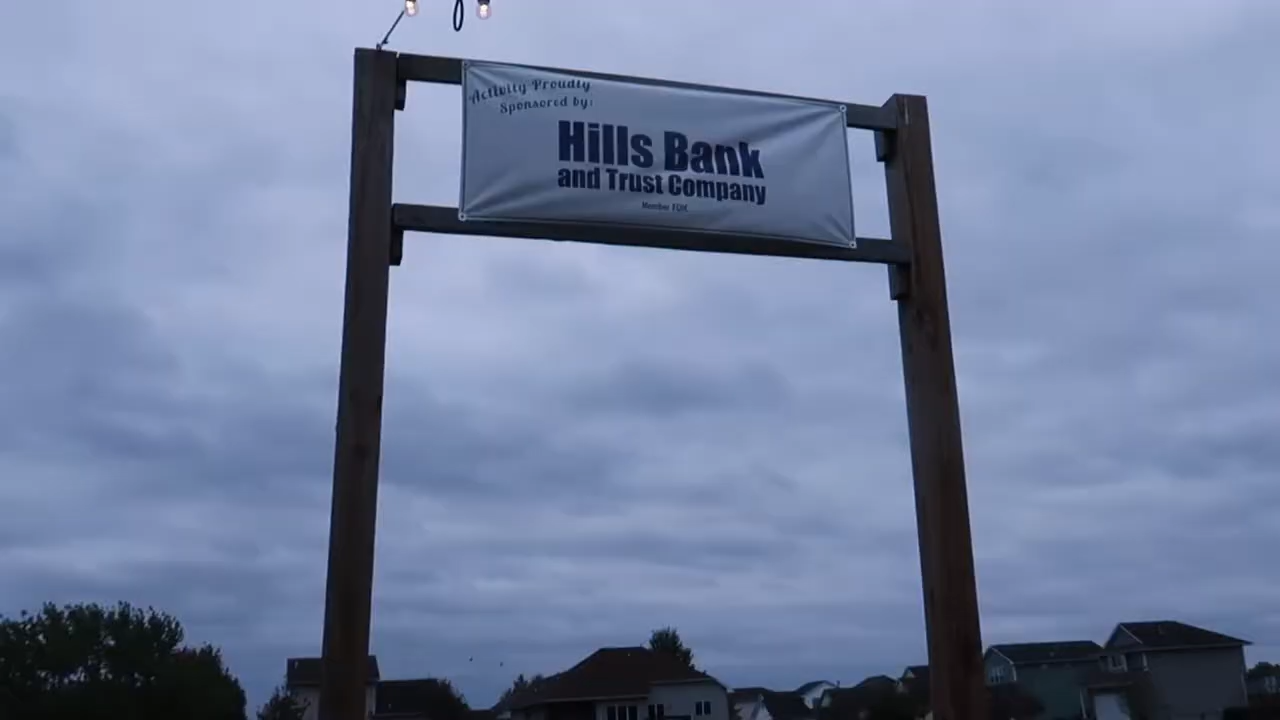 Activity Proudly
Sponsored by:
Hills Bank
and Trust Company
Member FDIC